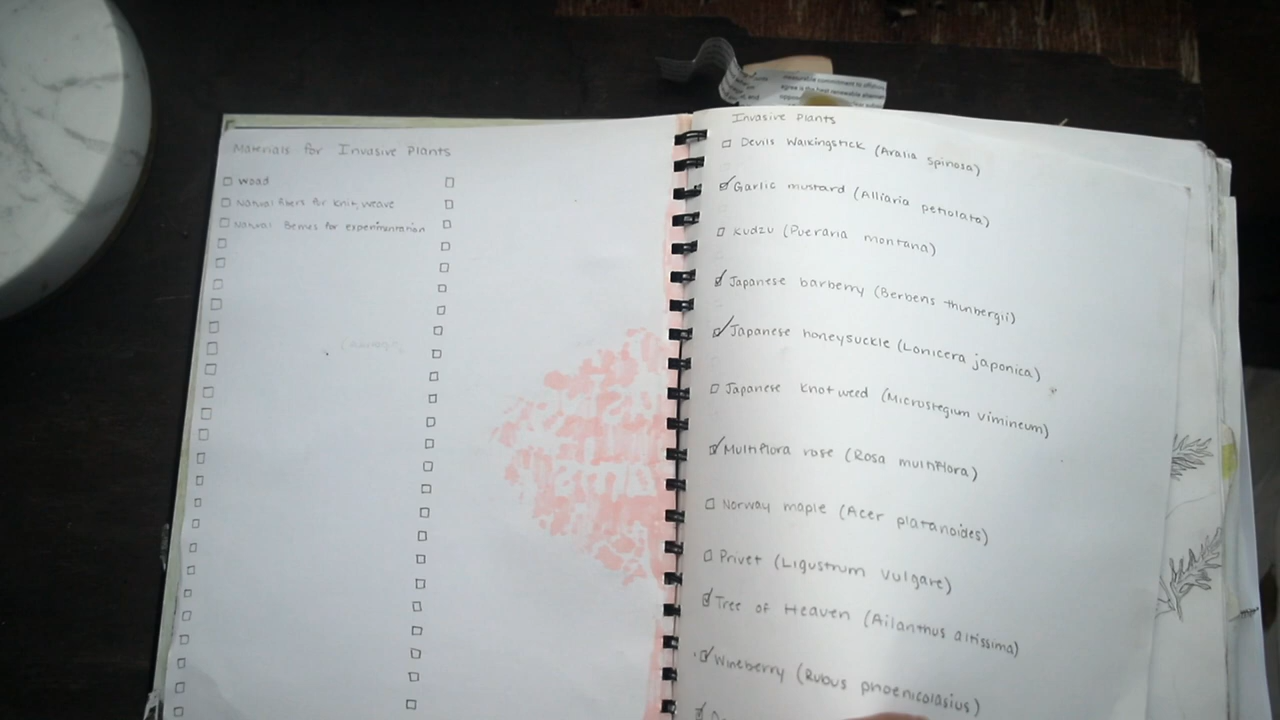 Materials for Invasive Plants
woad
Natural fibers for knit, weave
Natural Berries for experimentation
Invasive Plants
Devils Walkingstick (Aralia spinosa)
Garlic mustard (Alliaria petiolata)
Kudzu (Pueraria montana)
Japanese barberry (Berberis thunbergii)
Japanese honeysuckle (Lonicera japonica)
Japanese Knotweed (Microstegium vimineum)
Multiflora rose (Rosa multiflora)
Norway maple (Acer platanoides)
Privet (Ligustrum vulgare)
Tree of Heaven (Ailanthus altissima)
Wineberry (Rubus phoenicolasius)